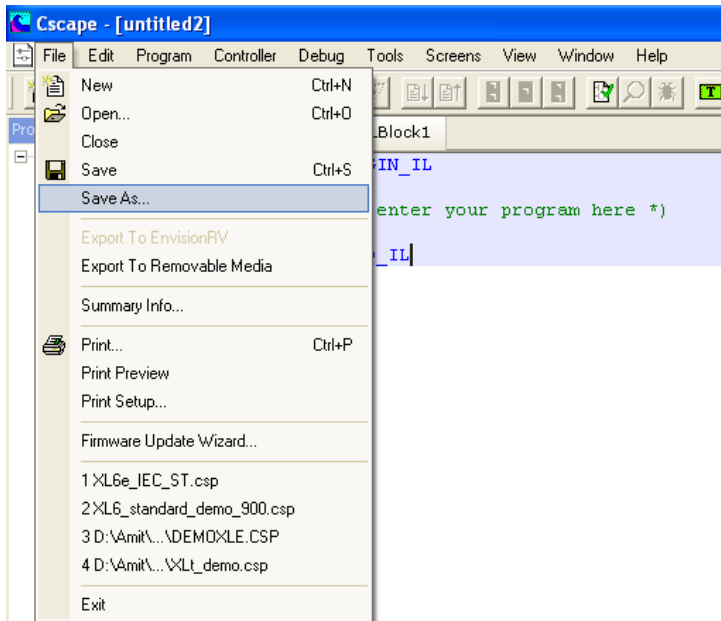 Cscape - [untitled2]
File Edit Program Controller Debug Tools Screens View Window Help
New Ctrl+N
Open... Ctrl+O
Close
Save Ctrl+S
Save As...
Export To EnvisionRV
Export To Removable Media
Summary Info...
Print... Ctrl+P
Print Preview
Print Setup...
Firmware Update Wizard...
1 XL6e_IEC_ST.csp
2 XL6_standard_demo_900.csp
3 D:\Amit\...\DEMOXLE.CSP
4 D:\Amit\...\XLt_demo.csp
Exit
T
Pro
LBlock1
GIN_IL
enter your program here *)
_IL